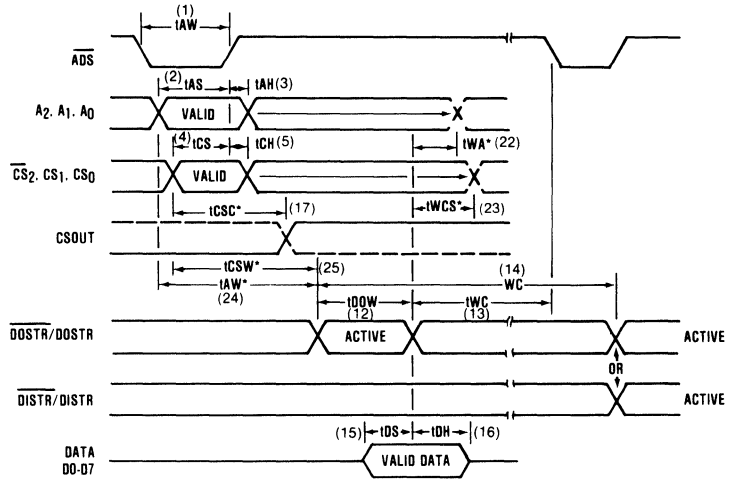 (1)
tAW
ADS
(2) tAS tAH(3)
A2, A1, A0 VALID X
tWA* (22)
(4) tCS tCH (5)
CS2, CS1, CS0 VALID X
tCSC* (17) tWCS* (23)
CSOUT
tCSW* (25) (14)
tAW* WC
(24) tDOW tWC
(12) (13)
DOSTR/DOSTR ACTIVE ACTIVE
OR
DISTR/DISTR ACTIVE
(15) tDS tDH (16)
DATA
D0-D7 VALID DATA